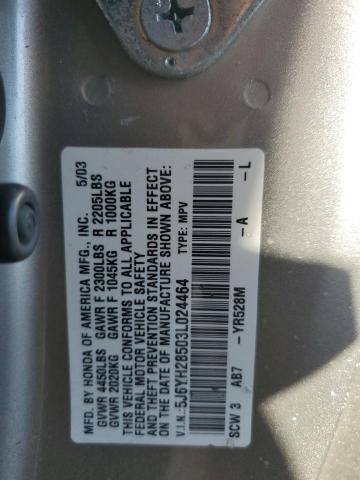 MFD. BY HONDA OF AMERICA MFG., INC. 5/03
GVWR 4450LBS GAWR F 2300LBS R 2205LBS
GVWR 2020KG GAWR F 1045KG R 1000KG
THIS VEHICLE CONFORMS TO ALL APPLICABLE
FEDERAL MOTOR VEHICLE SAFETY
AND THEFT PREVENTION STANDARDS IN EFFECT
ON THE DATE OF MANUFACTURE SHOWN ABOVE.
V.I.N.: 5J6YH28503L024464 TYPE: MPV
SCW 3 AB7 -YR528M -A -L